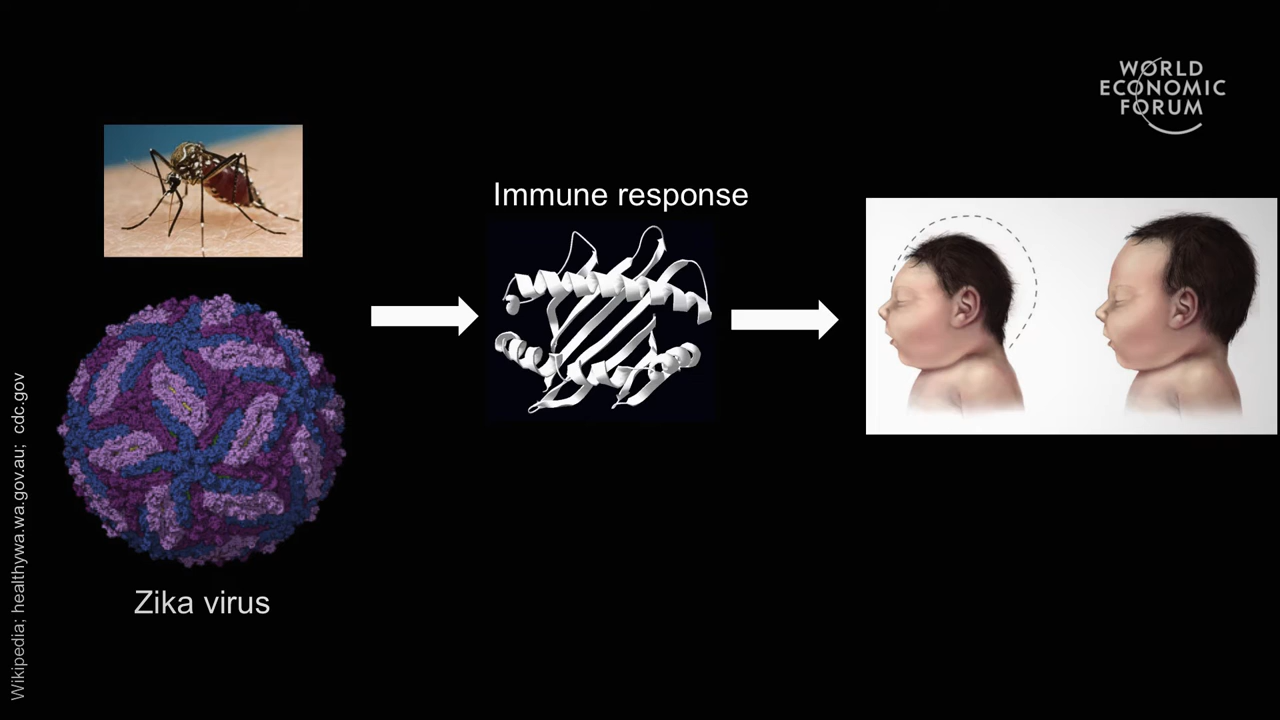 WORLD
ECONOMIC
FORUM
Immune response
Zika virus
Wikipedia; healthywa.wa.gov.au; cdc.gov